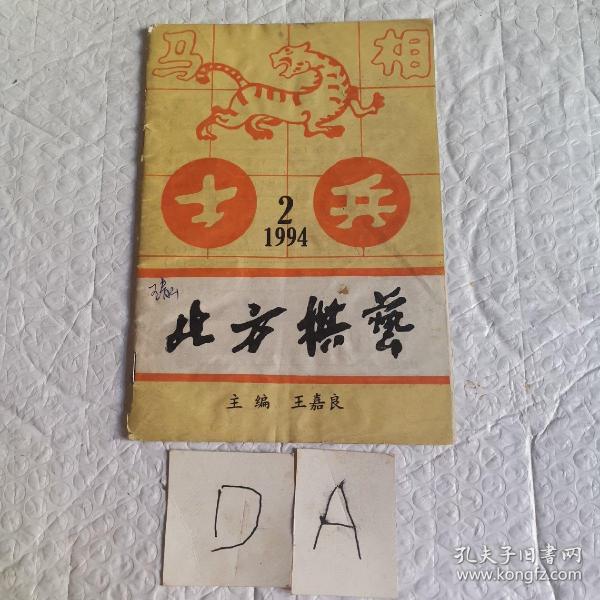 马 相
士 兵
2
1994
北方棋艺
主编 王嘉良
D A
孔夫子旧书网
www.kongfz.com